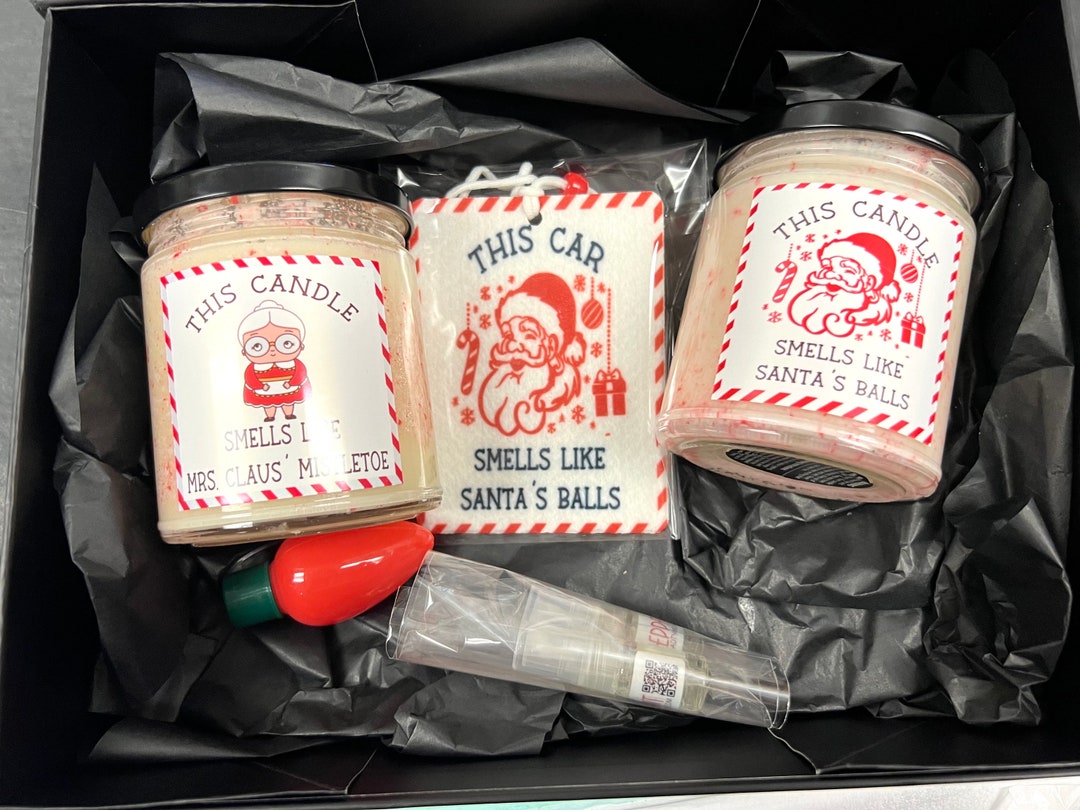 THIS CANDLE
SMELLS LIKE
MRS. CLAUS' MISTLETOE
THIS CAR
SMELLS LIKE
SANTA'S BALLS
THIS CANDLE
SMELLS LIKE
SANTA'S BALLS
EPP